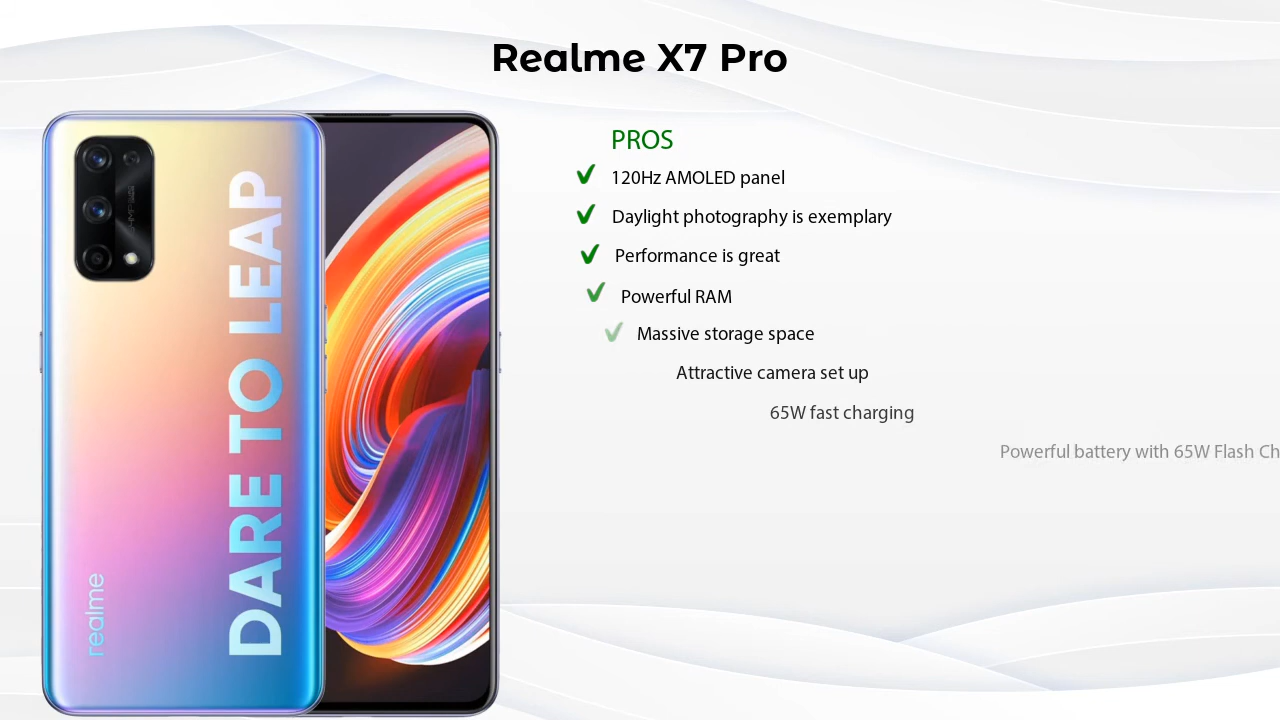 Realme X7 Pro
PROS
120Hz AMOLED panel
Daylight photography is exemplary
Performance is great
Powerful RAM
Massive storage space
Attractive camera set up
65W fast charging
Powerful battery with 65W Flash Ch
DARE TO LEAP
realme